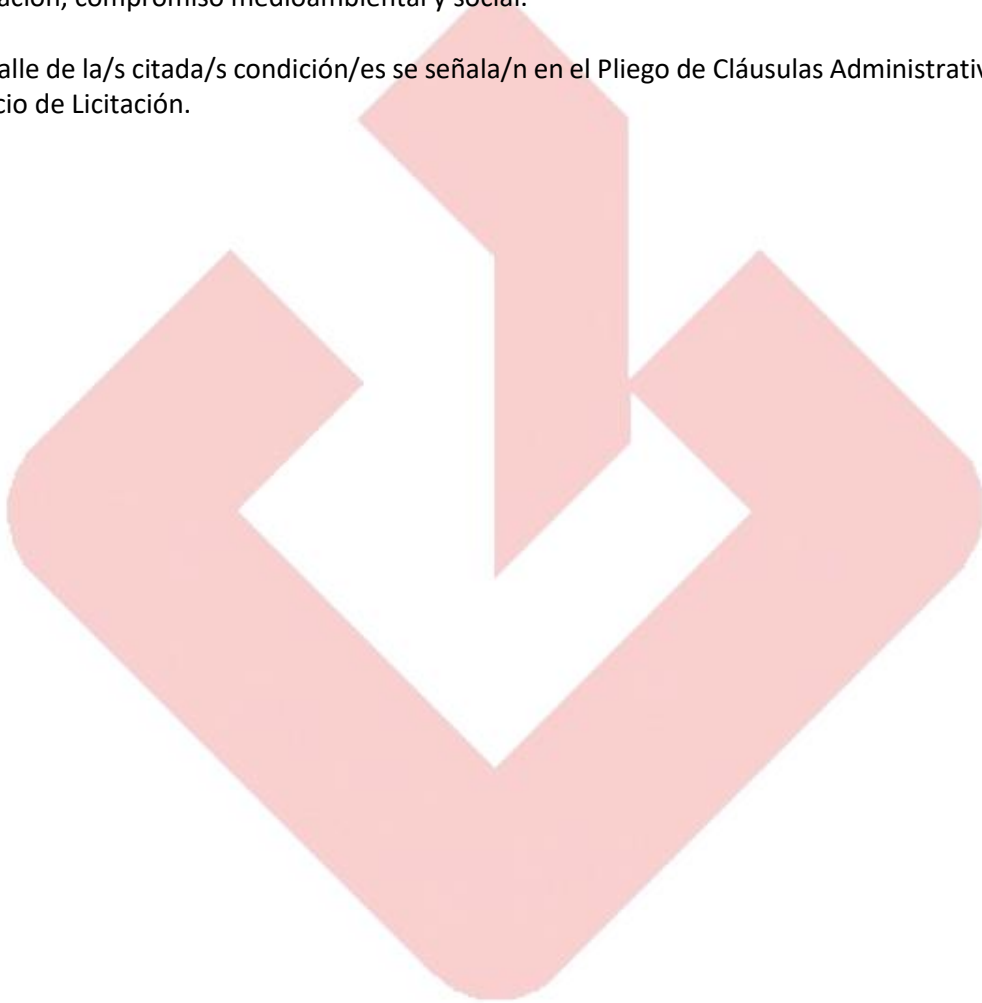 ación, compromiso medioambiental y social.
alle de la/s citada/s condición/es se señala/n en el Pliego de Cláusulas Administrativ
cio de Licitación.